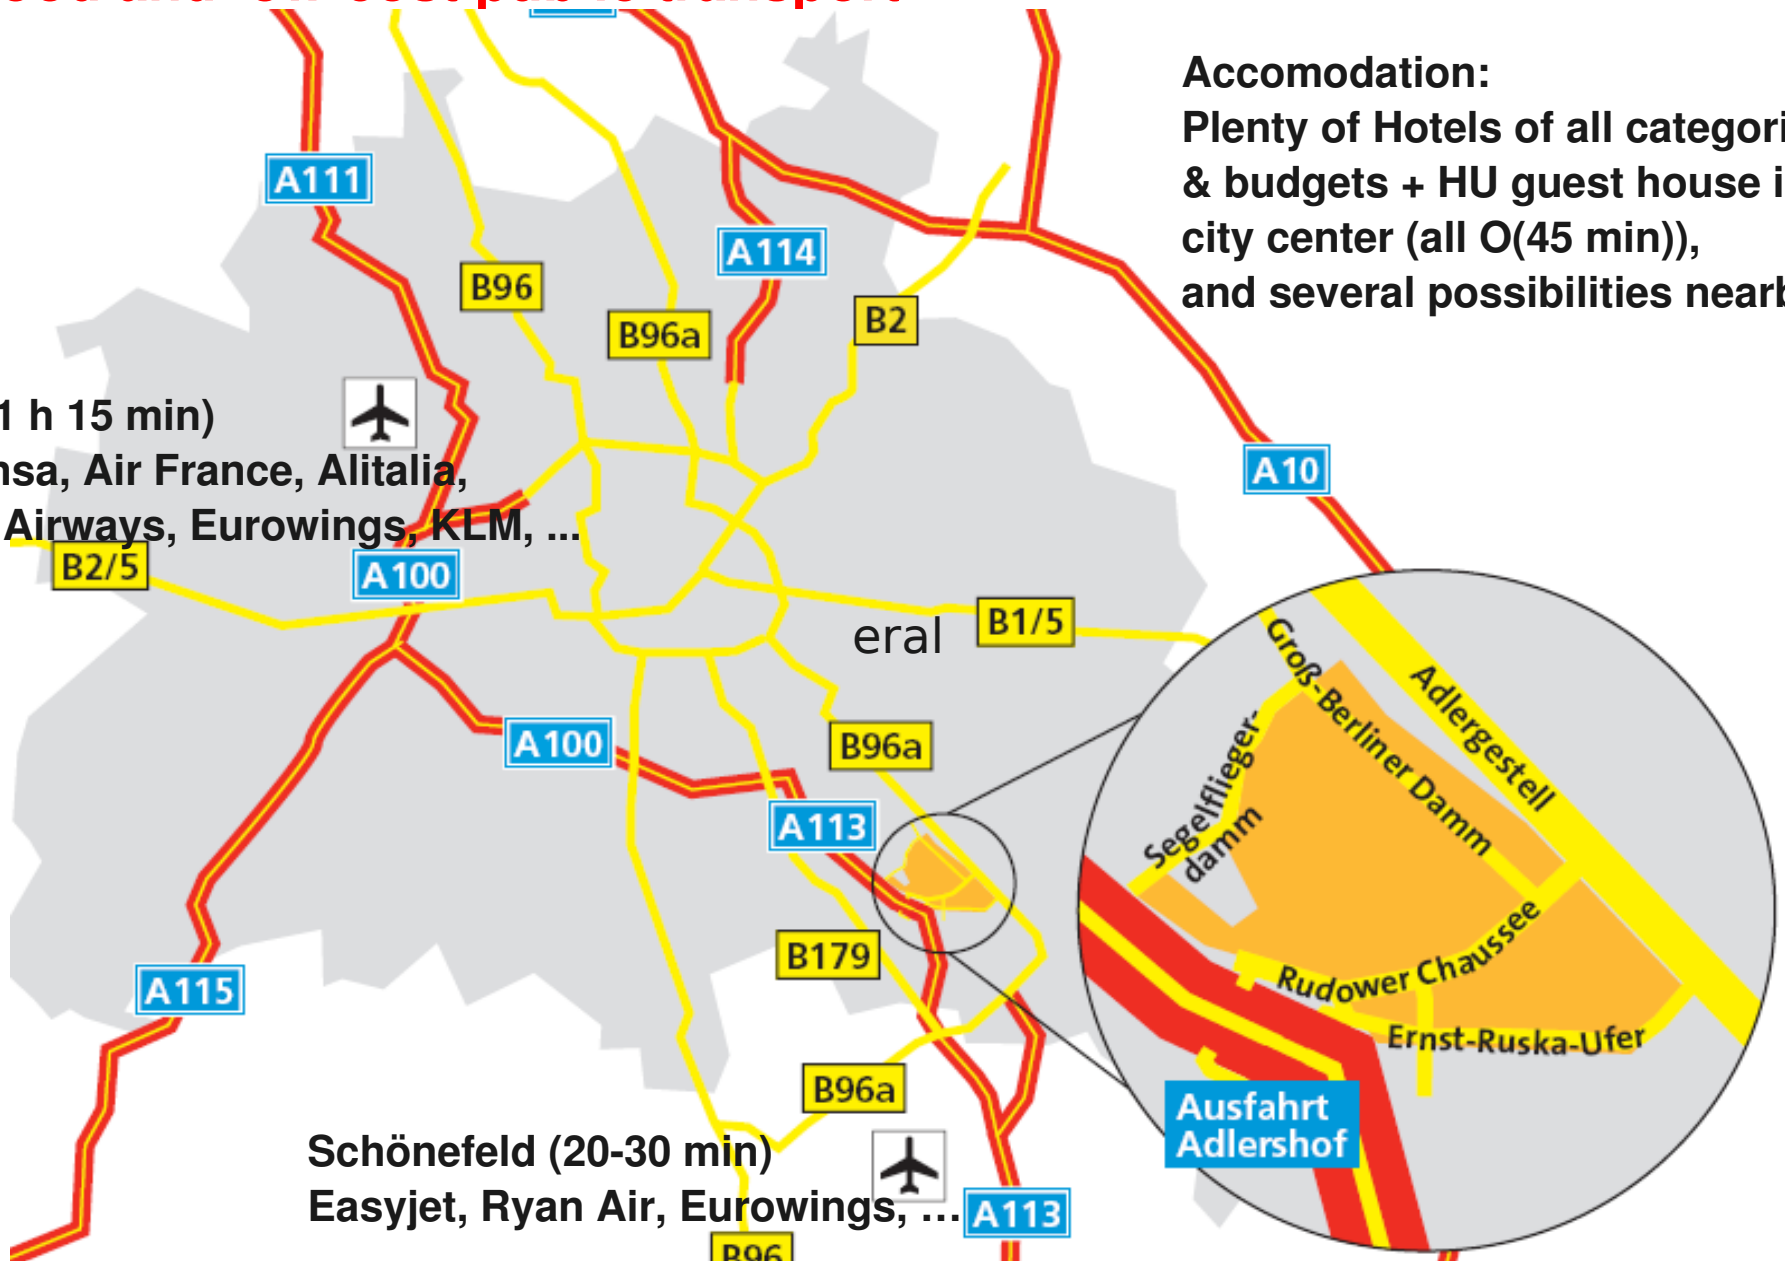 public transport
A111
Accomodation:
Plenty of Hotels of all
& budgets + HU guest house
city center (all O(45 min)),
and several possibilities
A114
B96
B96a
B2
1 h 15 min)
Air France, Alitalia,
Airways, Eurowings, KLM, ...
A10
B2/5
A100
B1/5
eral
A100
B96a
A113
B179
A115
B96a
Groß-Berliner Damm
Adlergestell
Segelflieger-
damm
Rudower Chaussee
Ernst-Ruska-Ufer
Ausfahrt
Adlershof
Schönefeld (20-30 min)
Easyjet, Ryan Air, Eurowings, ...
A113
B96